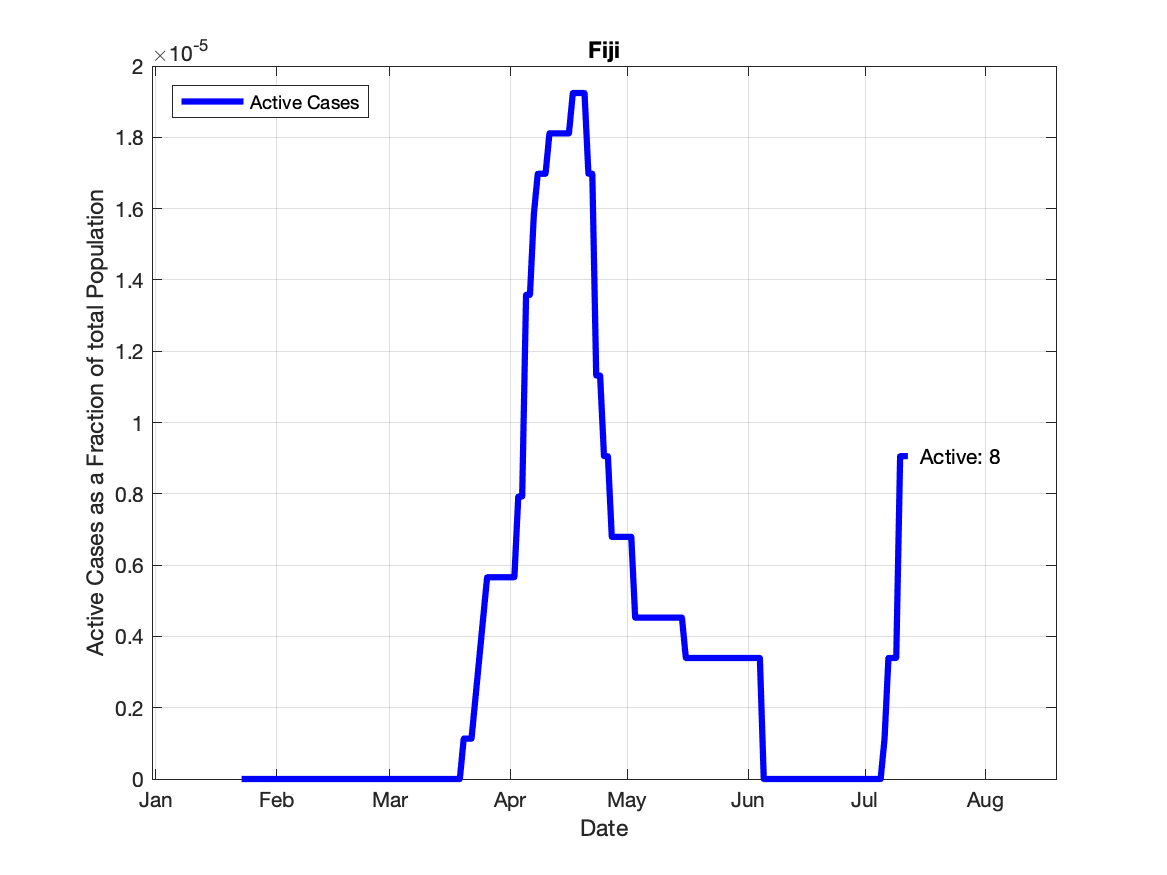 Fiji
×10-5
Active Cases
2
1.8
1.6
1.4
1.2
1
0.8
0.6
0.4
0.2
0
Active Cases as a Fraction of total Population
Active: 8
Jan Feb Mar Apr May Jun Jul Aug
Date